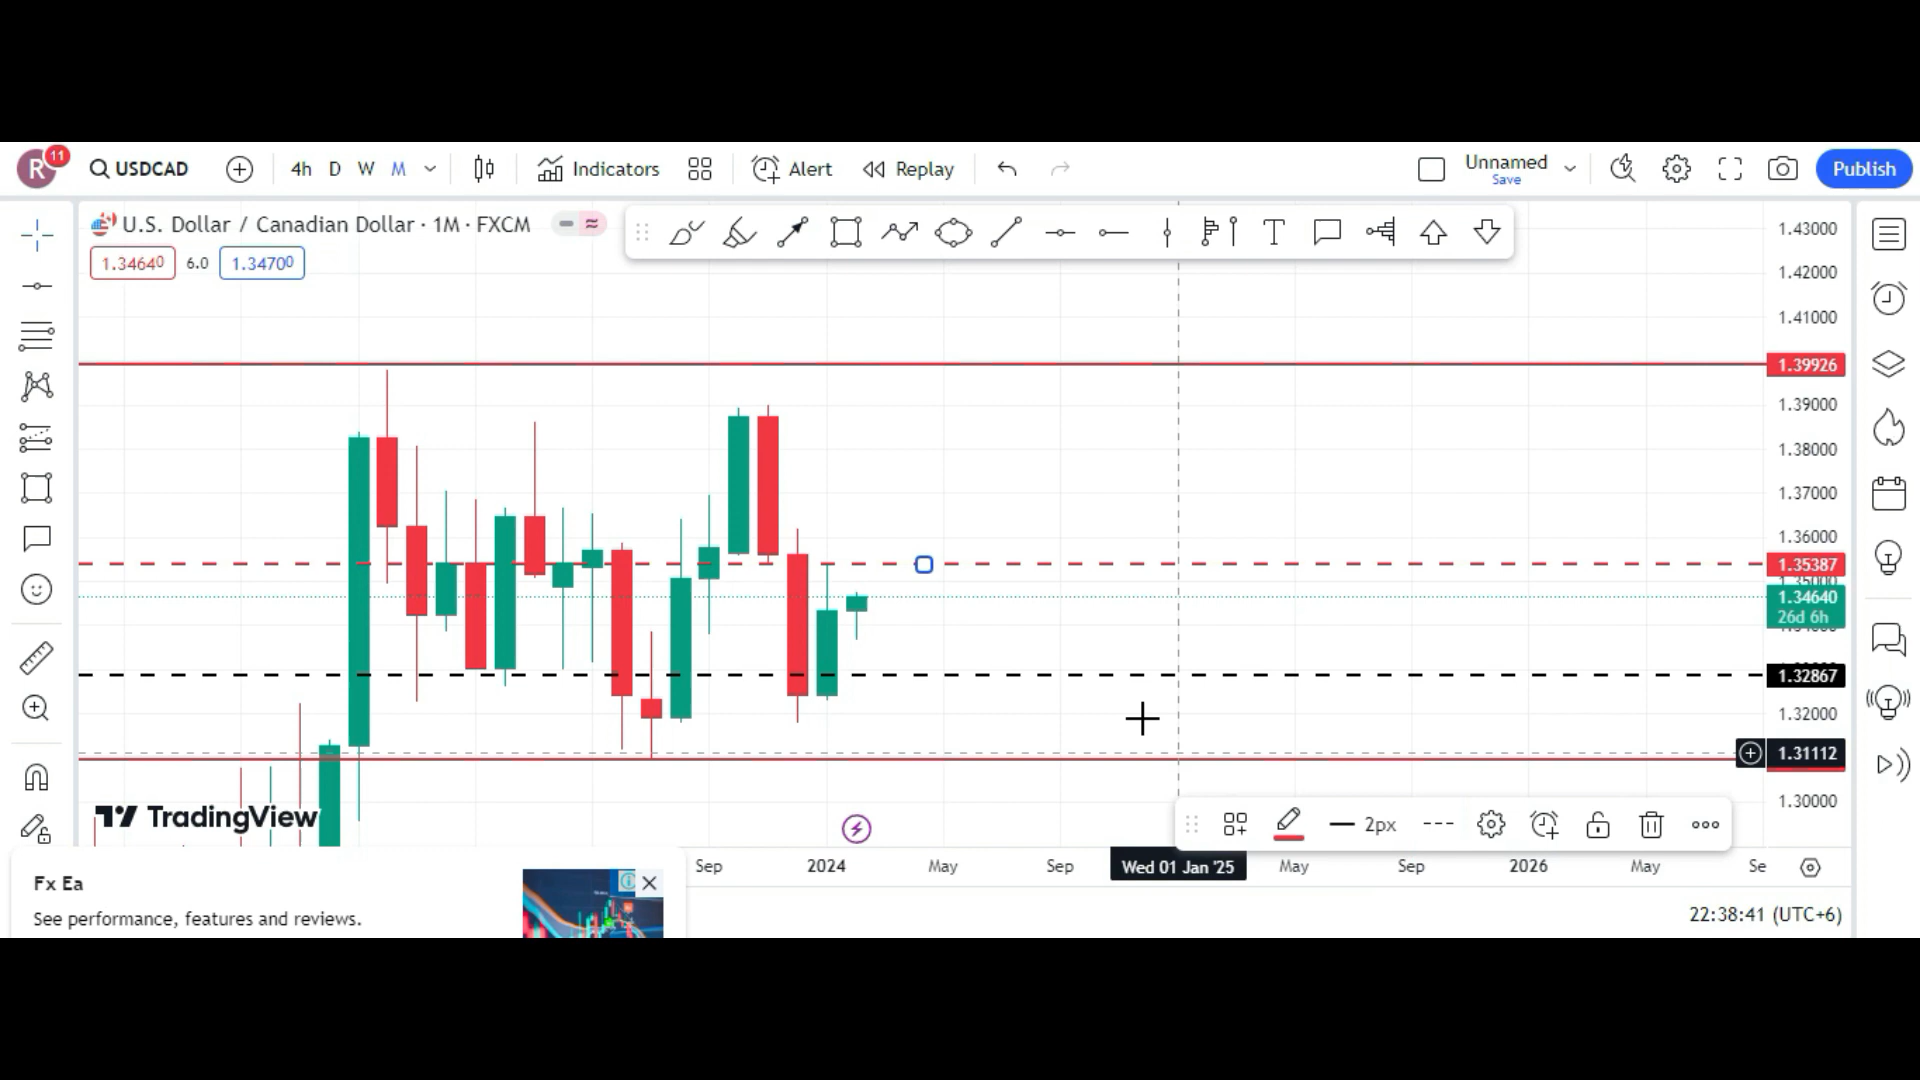 R 11 USDCAD 4h D W M Indicators Alert Replay Unnamed Save Publish
U.S. Dollar / Canadian Dollar · 1M · FXCM
1.34640 6.0 1.34700
T
1.43000
1.42000
1.41000
1.39926
1.39000
1.38000
1.37000
1.36000
1.35387
1.34640
26d 6h
1.32867
1.32000
1.31112
1.30000
TradingView
2px
Sep 2024 May Sep Wed 01 Jan '25 May Sep 2026 May Se
Fx Ea
See performance, features and reviews.
22:38:41 (UTC+6)